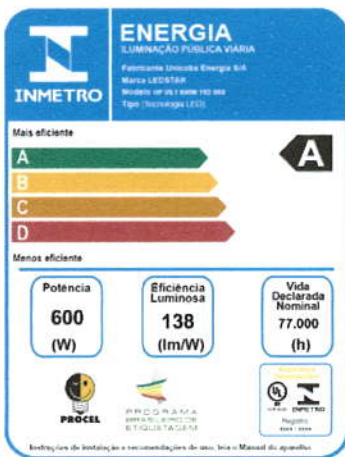 ENERGIA
ILUMINAÇÃO PÚBLICA VIÁRIA
Fabricante Unicoba Energia S/A
Marca LEDSTAR
Modelo
Tipo (Tecnologia LED)
INMETRO
Mais eficiente
A
A
B
C
D
Menos eficiente
Potência
600
(W)
Eficiência
Luminosa
138
(lm/W)
Vida
Declarada
Nominal
77.000
(h)
PROCEL
PROGRAMA
BRASILEIRO DE
ETIQUETAGEM
UL
INMETRO
Registro
Instruções de instalação e recomendações de uso, leia o Manual do aparelho